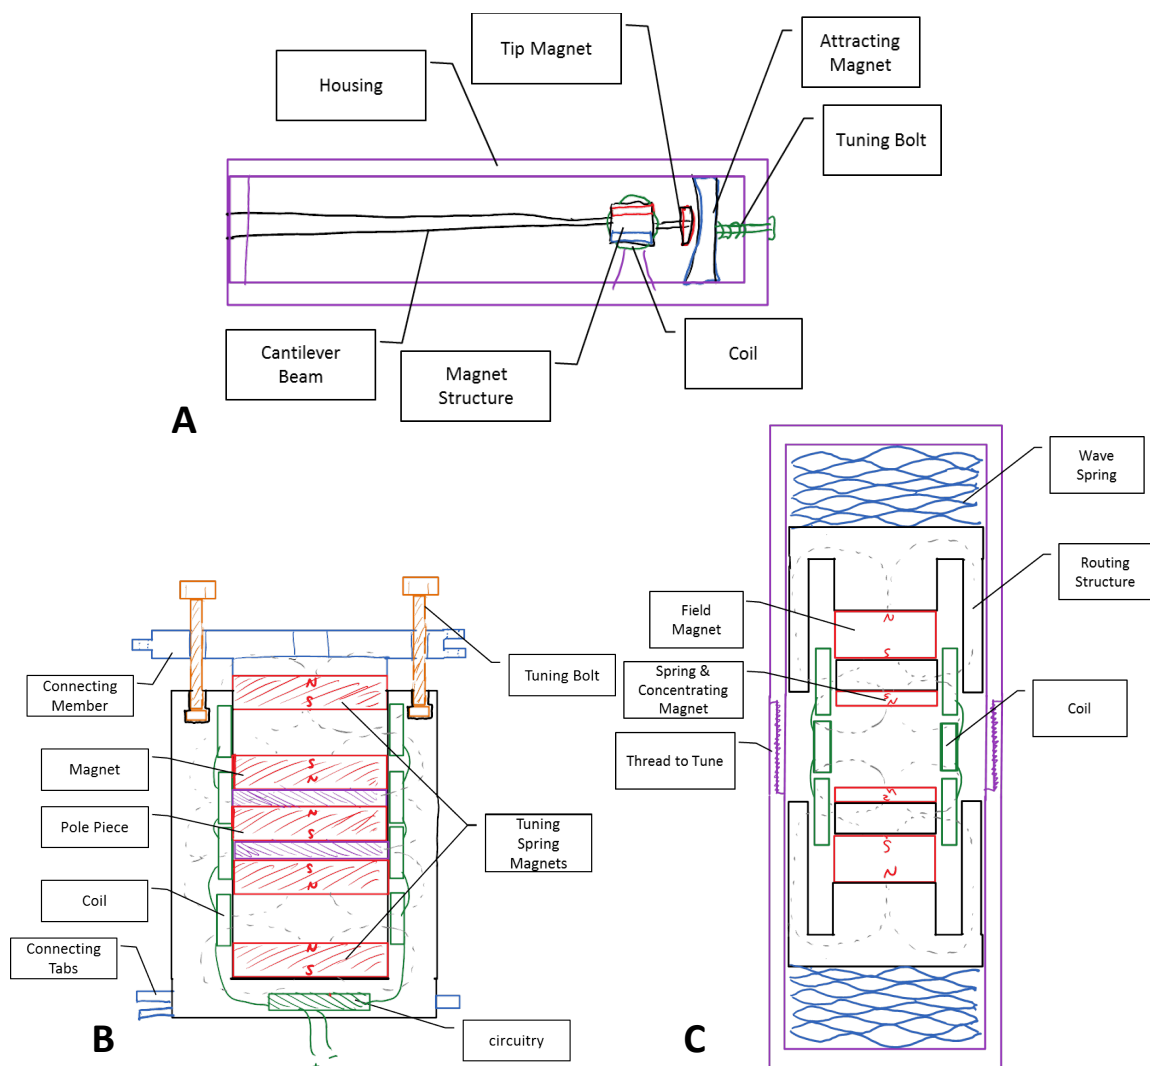 Tip Magnet
Attracting
Magnet
Housing
Tuning Bolt
Cantilever
Beam
Magnet
Structure
Coil
A
Wave
Spring
Routing
Structure
Field
Magnet
Spring &
Concentrating
Magnet
Coil
Thread to Tune
N
S
S N
S
N
C
Connecting
Member
Tuning Bolt
Magnet
Pole Piece
Tuning
Spring
Magnets
Coil
Connecting
Tabs
circuitry
N
S
S
N
N
S
S
N
N
S
B